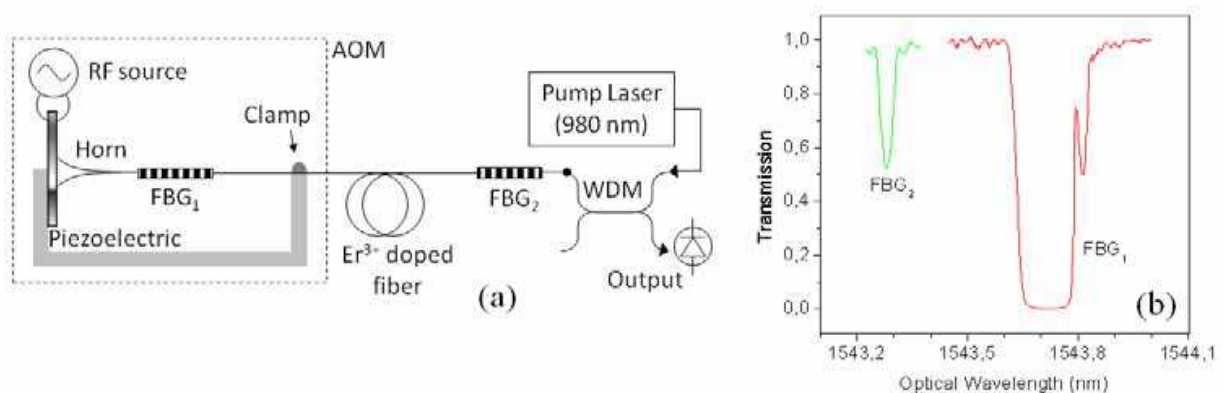 AOM
RF source
Clamp
Horn
FBG₁
Piezoelectric
Er³⁺ doped
fiber
FBG₂
Pump Laser
(980 nm)
WDM
Output
(a)
1,0
0,8
0,6
0,4
0,2
0,0
Transmission
FBG₂
FBG₁
(b)
1543,2
1543,5
1543,8
1544,1
Optical Wavelength (nm)